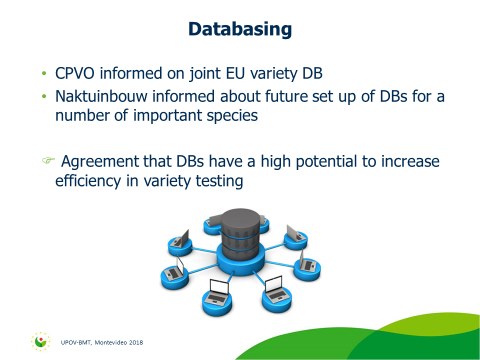 Databasing
• CPVO informed on joint EU variety DB
• Naktuinbouw informed about future set up of DBs for a
number of important species
☞ Agreement that DBs have a high potential to increase
efficiency in variety testing
UPOV-BMT, Montevideo 2018